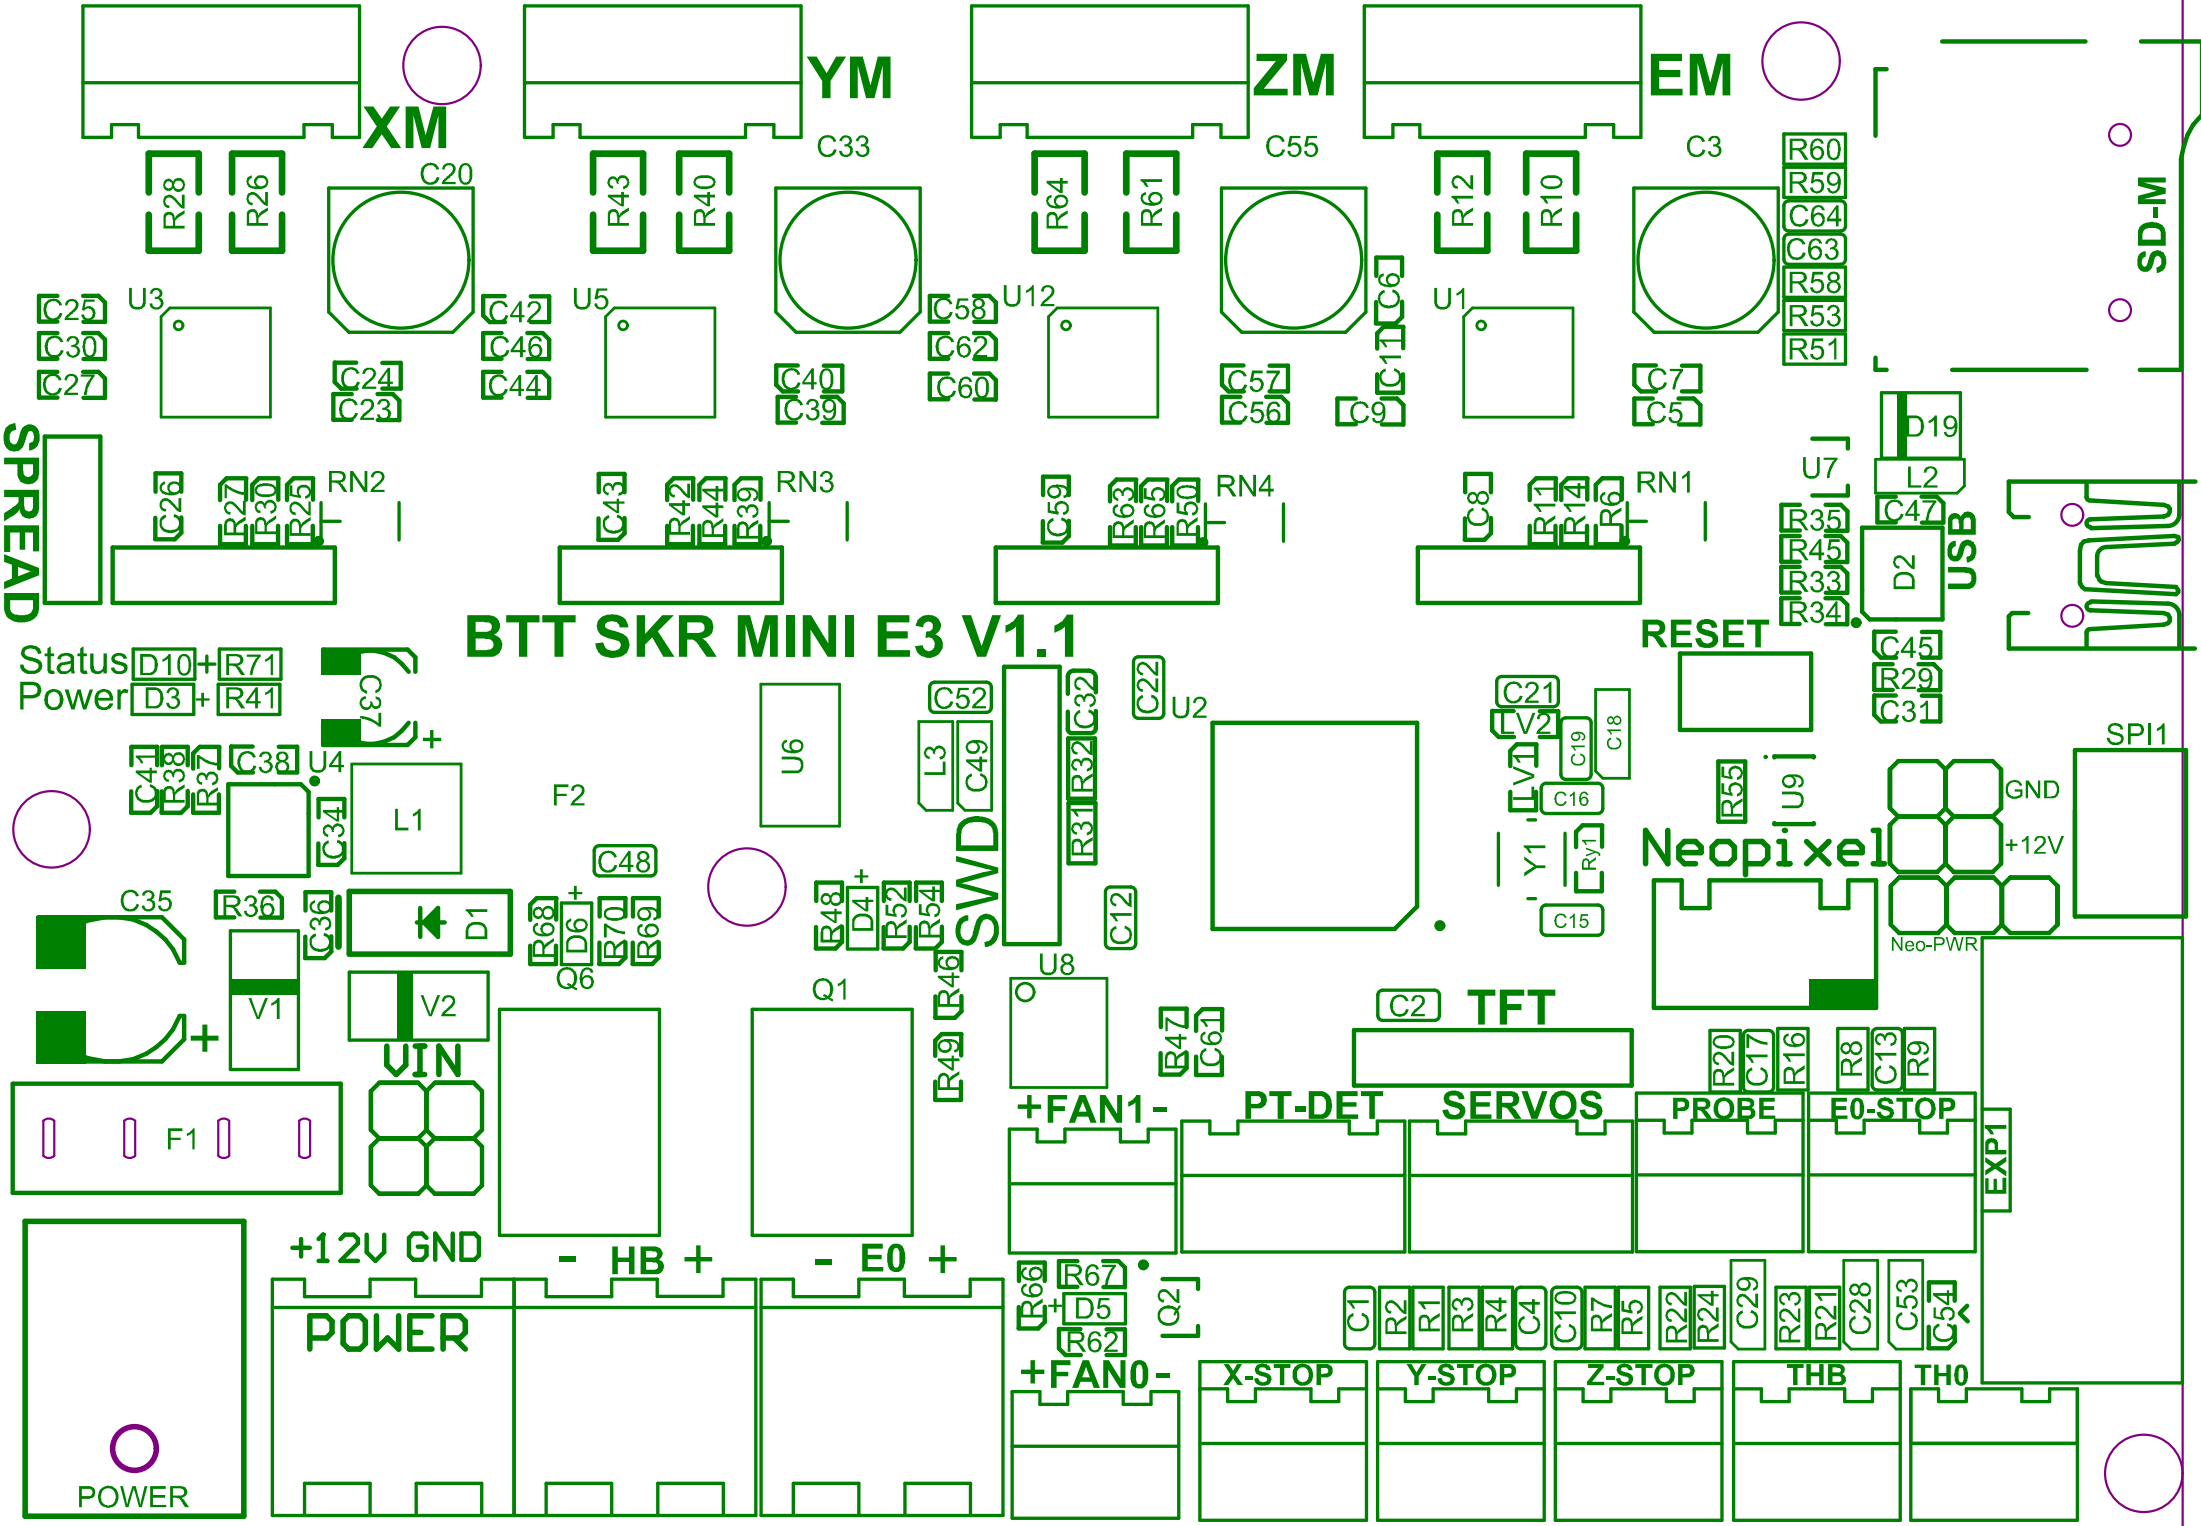 XM
YM
ZM
EM
C20
C33
C55
C3
R28
R26
R43
R40
R64
R61
R12
R10
R60
R59
C64
C63
R58
R53
R51
SD-M
U3
U5
U12
U1
C25
C30
C27
C24
C23
C42
C46
C44
C40
C39
C58
C62
C60
C57
C56
C6
C11
C9
C7
C5
D19
L2
U7
C47
USB
D2
R35
R45
R33
R34
SPREAD
C26
R27
R30
R25
RN2
C43
R42
R44
R39
RN3
C59
R63
R65
R50
RN4
C8
R11
R14
R6
RN1
BTT SKR MINI E3 V1.1
RESET
C45
R29
C31
Status D10 + R71
Power D3 + R41
C37
+
C41
R38
R37
C38
U4
C34
L1
F2
U6
C52
L3
C49
SWD
C32
R32
R31
C22
U2
C12
C21
LV2
C19
C18
LV1
C16
Y1
Ry1
C15
R55
U9
Neopixel
SPI1
GND
+12V
Neo-PWR
C35
+
R36
C36
D1
V1
V2
VIN
C48
R68
+
D6
R70
R69
Q6
R48
+
D4
R52
R54
Q1
R46
R49
U8
R47
C61
C2
TFT
R20
C17
R16
R8
C13
R9
F1
+FAN1-
PT-DET
SERVOS
PROBE
E0-STOP
EXP1
+12V GND
- HB +
- E0 +
POWER
POWER
R66
R67
+
D5
R62
Q2
C1
R2
R1
R3
R4
C4
C10
R7
R5
R22
R24
C29
R23
R21
C28
C53
C54
<
+FAN0-
X-STOP
Y-STOP
Z-STOP
THB
TH0